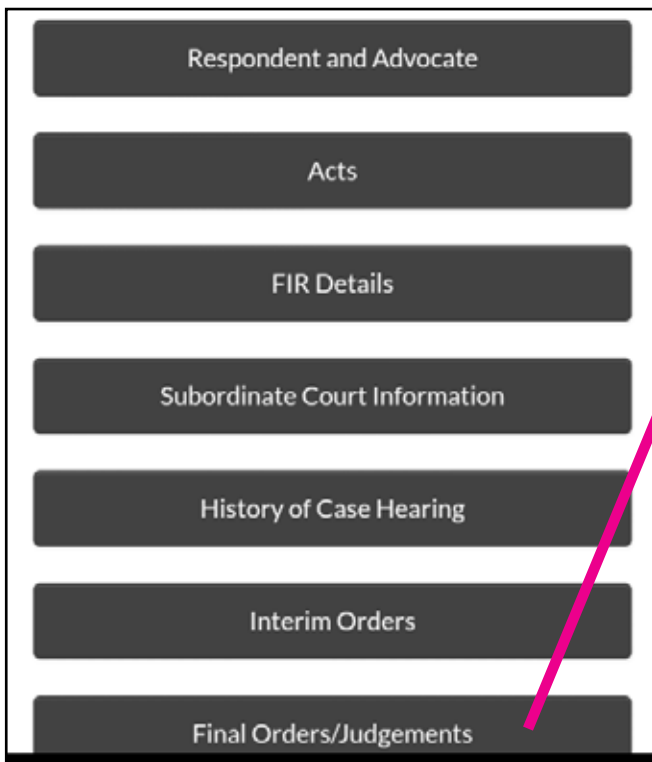 Respondent and Advocate
Acts
FIR Details
Subordinate Court Information
History of Case Hearing
Interim Orders
Final Orders/Judgements